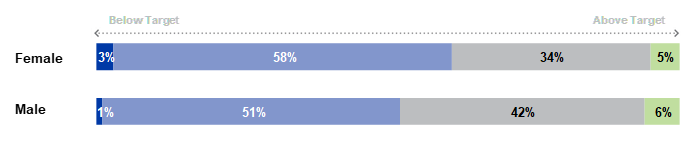 Below Target Above Target
Female 3% 58% 34% 5%
Male 1% 51% 42% 6%